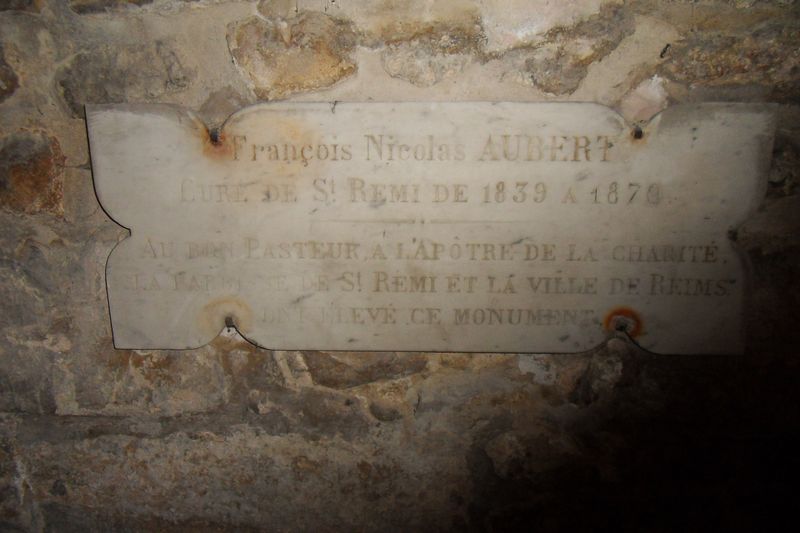 François Nicolas AUBERT
CURÉ DE St REMI DE 1839 A 1870.
AU BON PASTEUR, A L'APÔTRE DE LA CHARITÉ,
LA PAROISSE DE St REMI ET LA VILLE DE REIMS
ONT ELEVÉ CE MONUMENT.